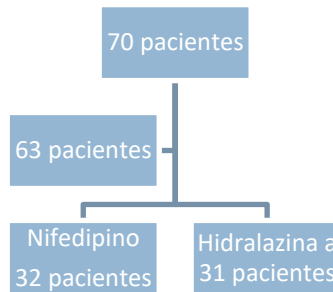 70 pacientes
63 pacientes
Nifedipino
32 pacientes
Hidralazina a
31 pacientes